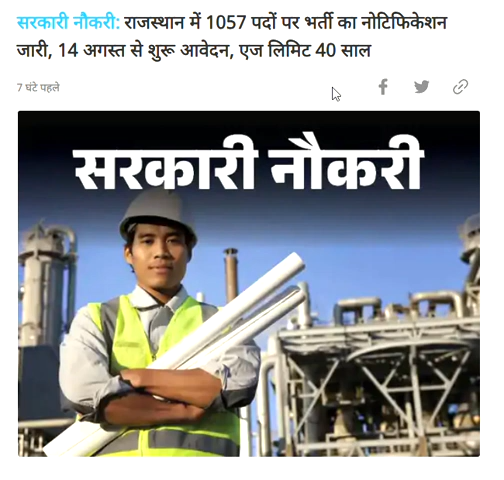 सरकारी नौकरी: राजस्थान में 1057 पदों पर भर्ती का नोटिफिकेशन
जारी, 14 अगस्त से शुरू आवेदन, एज लिमिट 40 साल
7 घंटे पहले
सरकारी नौकरी